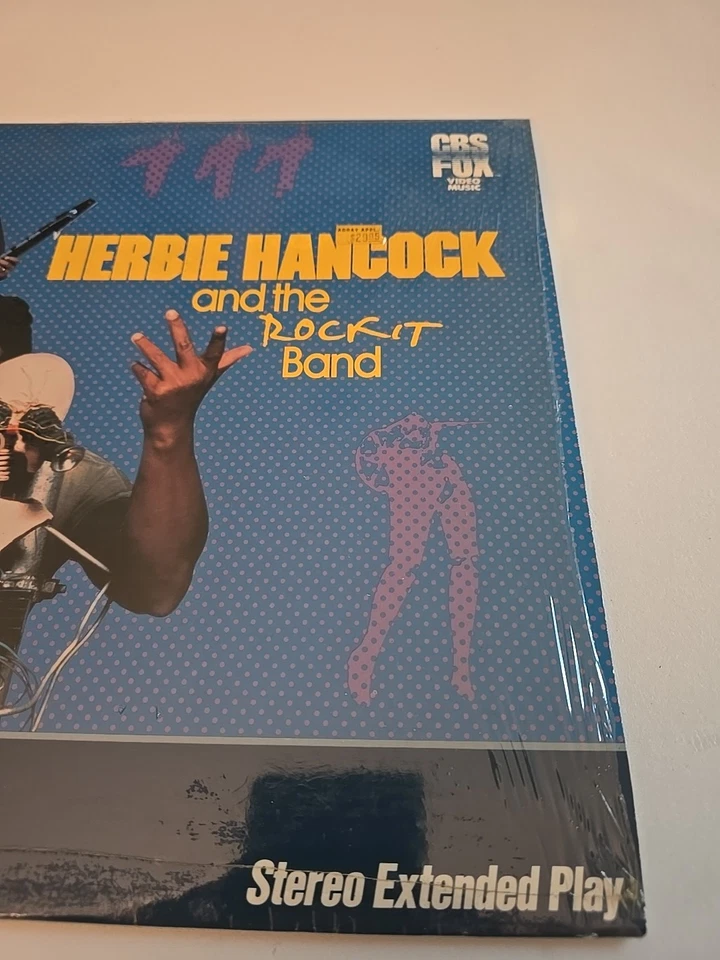 CBS
FOX
VIDEO
MUSIC
HERBIE HANCOCK
and the
ROCKIT
Band
Stereo Extended Play